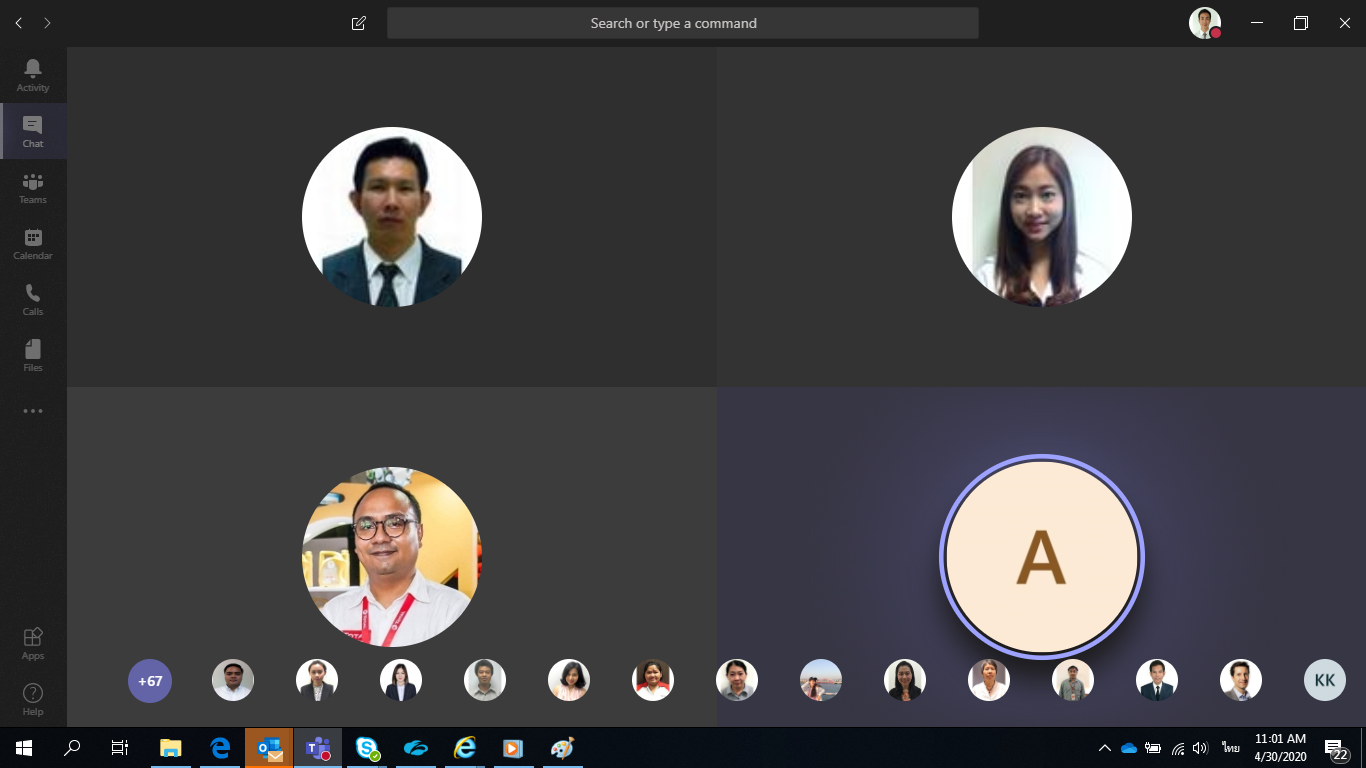 Search or type a command
Activity
Chat
Teams
Calendar
Calls
Files
A
+67
KK
Apps
Help
ไทย
11:01 AM
4/30/2020
22